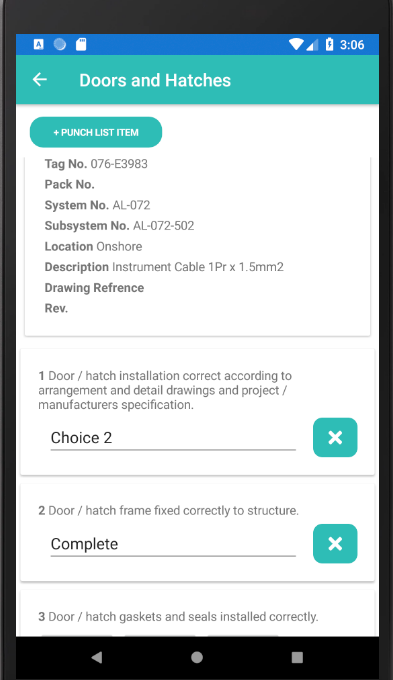 3:06
Doors and Hatches
+ PUNCH LIST ITEM
Tag No. 076-E3983
Pack No.
System No. AL-072
Subsystem No. AL-072-502
Location Onshore
Description Instrument Cable 1Pr x 1.5mm2
Drawing Refrence
Rev.
1 Door / hatch installation correct according to
arrangement and detail drawings and project /
manufacturers specification.
Choice 2
2 Door / hatch frame fixed correctly to structure.
Complete
3 Door / hatch gaskets and seals installed correctly.